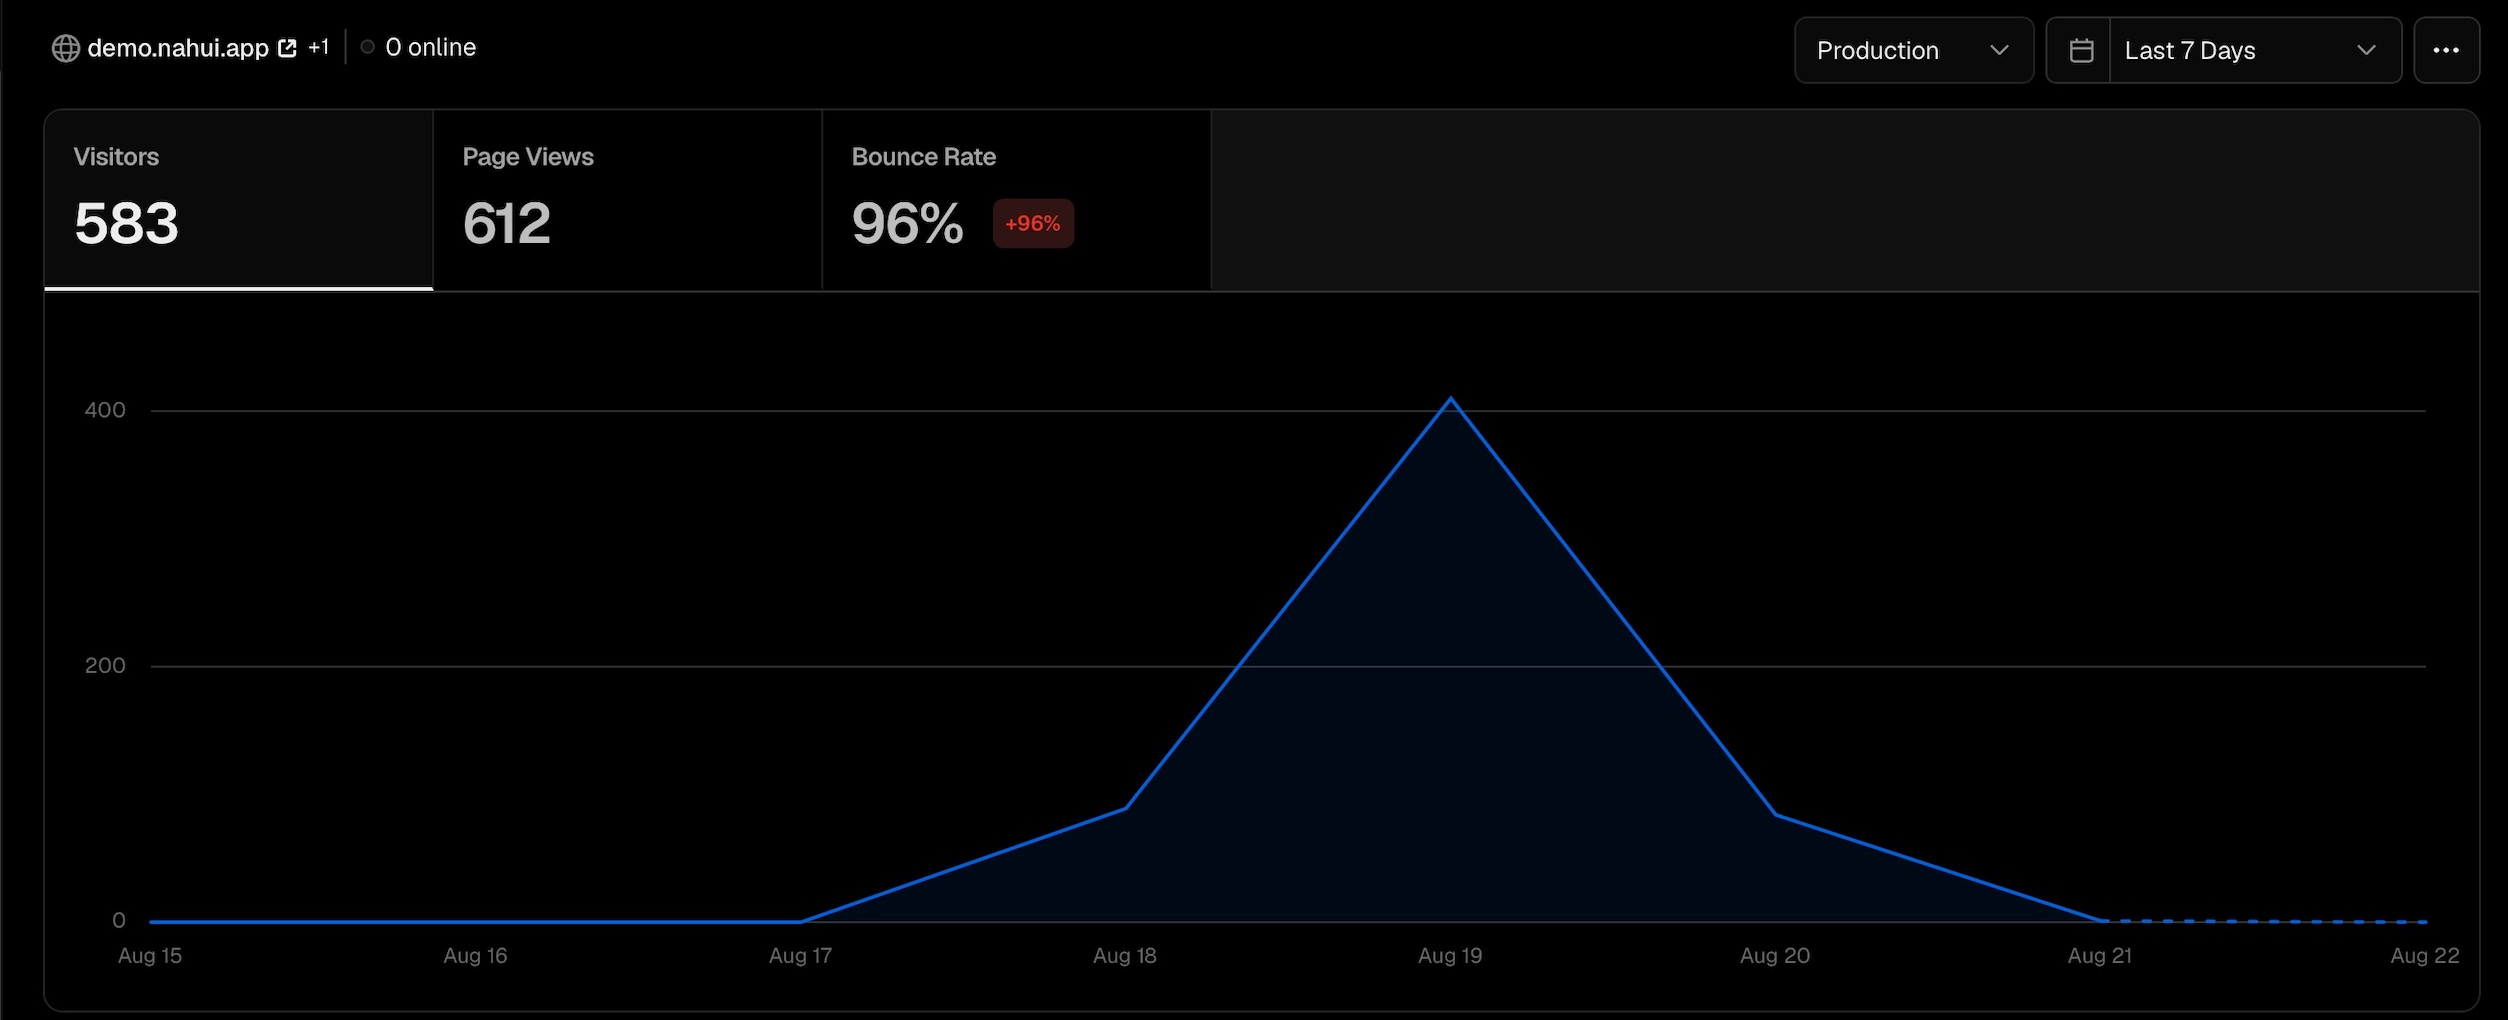 demo.nahui.app +1 0 online
Production
Last 7 Days
Visitors
583
Page Views
612
Bounce Rate
96% +96%
400
200
0
Aug 15 Aug 16 Aug 17 Aug 18 Aug 19 Aug 20 Aug 21 Aug 22